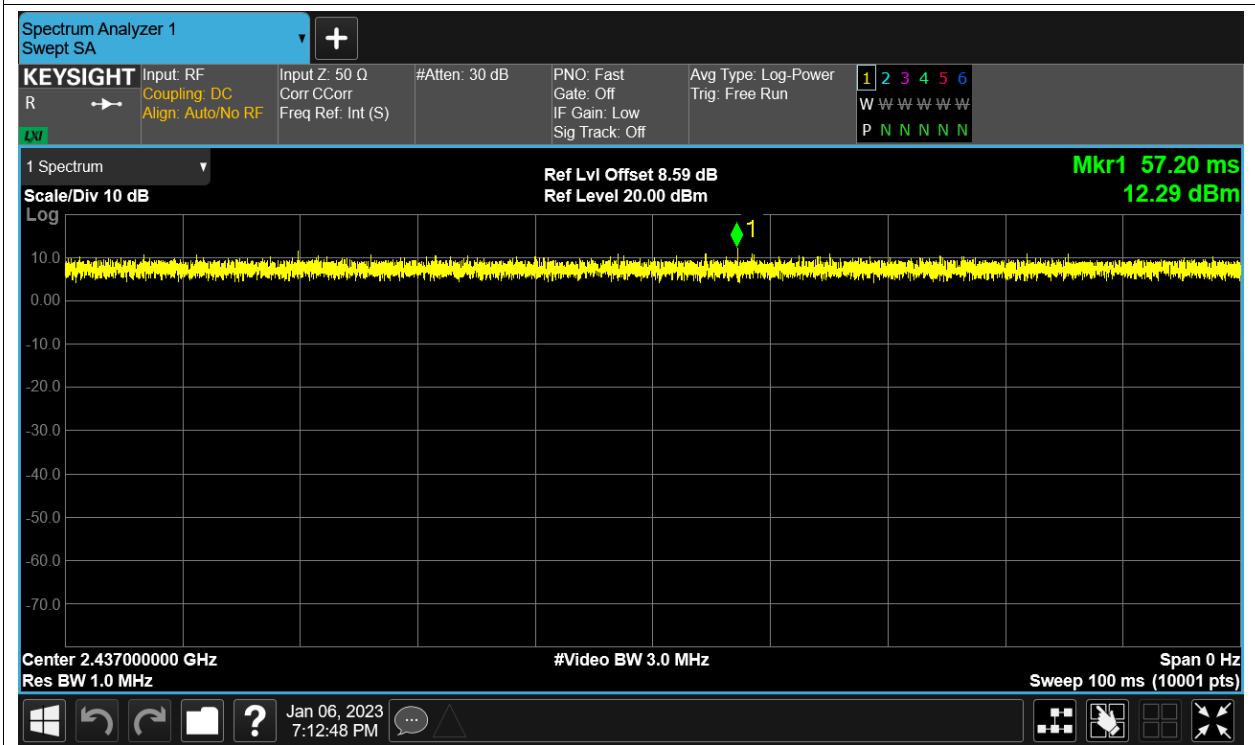 Spectrum Analyzer 1
Swept SA
KEYSIGHT
R
LXI
Input: RF
Coupling: DC
Align: Auto/No RF
Input Z: 50 Ω
Corr CCorr
Freq Ref: Int (S)
#Atten: 30 dB
PNO: Fast
Gate: Off
IF Gain: Low
Sig Track: Off
Avg Type: Log-Power
Trig: Free Run
1 2 3 4 5 6
W W W W W W
P N N N N N
1 Spectrum
Scale/Div 10 dB
Log
Ref Lvl Offset 8.59 dB
Ref Level 20.00 dBm
Mkr1 57.20 ms
12.29 dBm
1
10.0
0.00
-10.0
-20.0
-30.0
-40.0
-50.0
-60.0
-70.0
Center 2.437000000 GHz
Res BW 1.0 MHz
#Video BW 3.0 MHz
Span 0 Hz
Sweep 100 ms (10001 pts)
?
Jan 06, 2023
7:12:48 PM